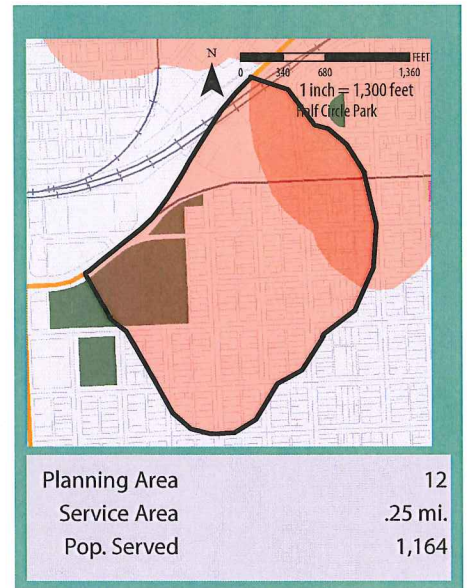 N
FEET
0 340 680 1,360
1 inch = 1,300 feet
Half Circle Park
Planning Area 12
Service Area .25 mi.
Pop. Served 1,164